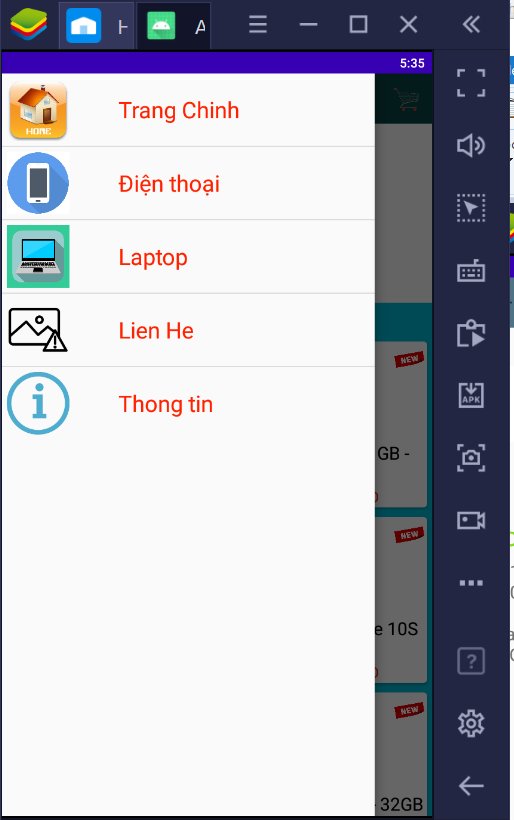 H
A
5:35
HOME
Trang Chinh
Điện thoại
Laptop
Lien He
Thong tin
NEW
GB -
NEW
e 10S
NEW
32GB
APK
?